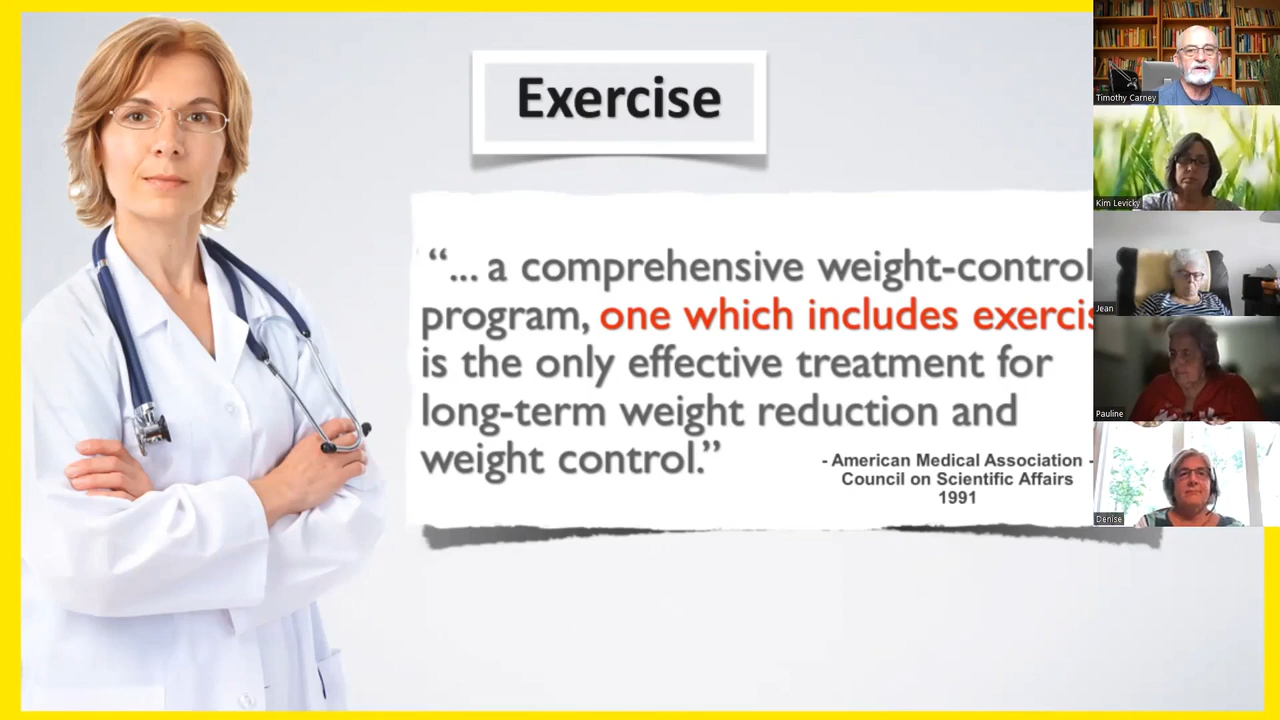 Exercise
“... a comprehensive weight-control
program, one which includes exercis
is the only effective treatment for
long-term weight reduction and
weight control.”
- American Medical Association -
Council on Scientific Affairs
1991
Timothy Carney
Kim Levicky
Jean
Pauline
Denise